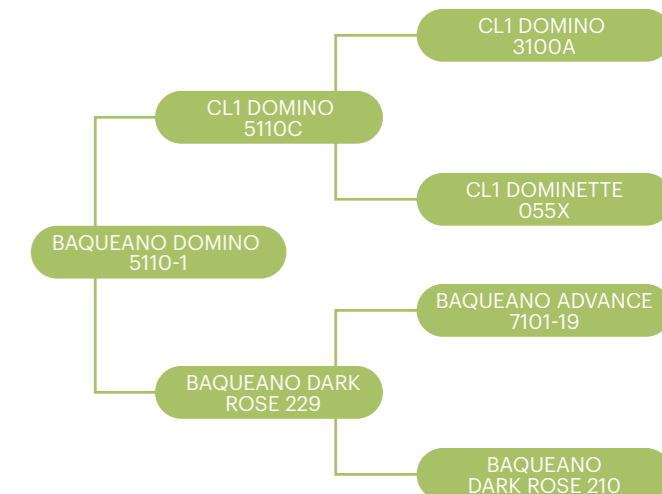 CL1 DOMINO
3100A
CL1 DOMINO
5110C
CL1 DOMINETTE
055X
BAQUEANO DOMINO
5110-1
BAQUEANO ADVANCE
7101-19
BAQUEANO DARK
ROSE 229
BAQUEANO
DARK ROSE 210